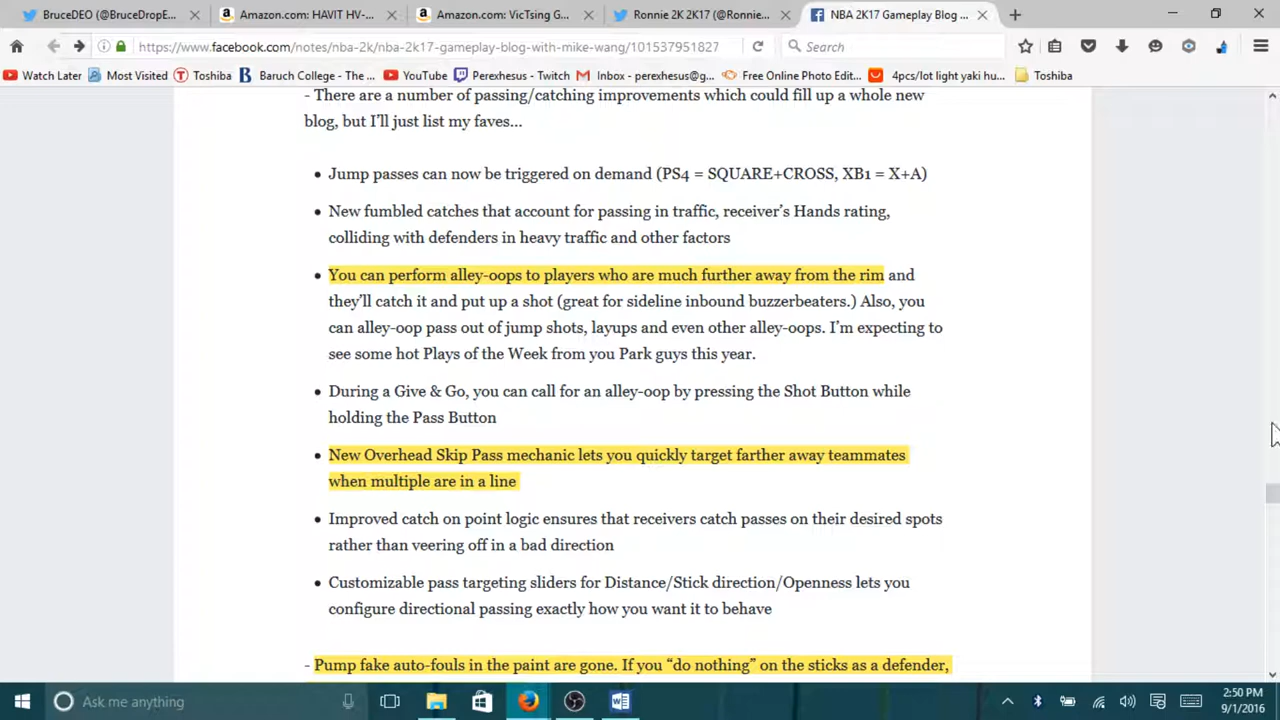 BruceDEO (@BruceDropE... Amazon.com: HAVIT HV-... Amazon.com: VicTsing G... Ronnie 2K 2K17 (@Ronnie... NBA 2K17 Gameplay Blog ...
https://www.facebook.com/notes/nba-2k/nba-2k17-gameplay-blog-with-mike-wang/101537951827 Search
Watch Later Most Visited Toshiba Baruch College - The ... YouTube Perexhesus - Twitch Inbox - perexhesus@g... Free Online Photo Edit... 4pcs/lot light yaki hu... Toshiba
- There are a number of passing/catching improvements which could fill up a whole new
blog, but I'll just list my faves...
• Jump passes can now be triggered on demand (PS4 = SQUARE+CROSS, XB1 = X+A)
• New fumbled catches that account for passing in traffic, receiver's Hands rating,
colliding with defenders in heavy traffic and other factors
• You can perform alley-oops to players who are much further away from the rim and
they'll catch it and put up a shot (great for sideline inbound buzzerbeaters.) Also, you
can alley-oop pass out of jump shots, layups and even other alley-oops. I'm expecting to
see some hot Plays of the Week from you Park guys this year.
• During a Give & Go, you can call for an alley-oop by pressing the Shot Button while
holding the Pass Button
• New Overhead Skip Pass mechanic lets you quickly target farther away teammates
when multiple are in a line
• Improved catch on point logic ensures that receivers catch passes on their desired spots
rather than veering off in a bad direction
• Customizable pass targeting sliders for Distance/Stick direction/Openness lets you
configure directional passing exactly how you want it to behave
- Pump fake auto-fouls in the paint are gone. If you "do nothing" on the sticks as a defender,
Ask me anything 2:50 PM
9/1/2016